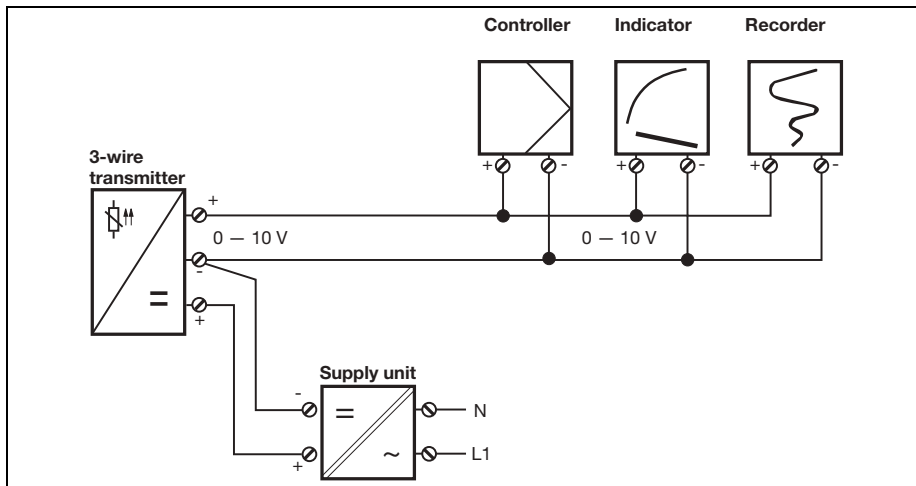 Controller Indicator Recorder
3-wire
transmitter
+ - + - + -
+
0 — 10 V 0 — 10 V
-
+
Supply unit
- = N
+ ~ L1